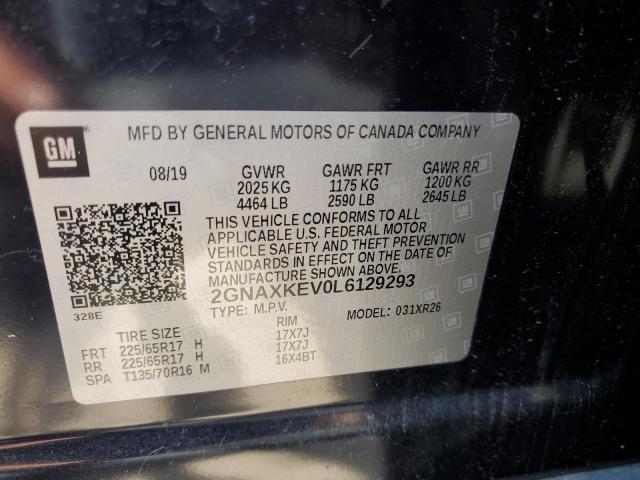 GM
MFD BY GENERAL MOTORS OF CANADA COMPANY
08/19 GVWR GAWR FRT GAWR RR
2025 KG 1175 KG 1200 KG
4464 LB 2590 LB 2645 LB
THIS VEHICLE CONFORMS TO ALL
APPLICABLE U.S. FEDERAL MOTOR
VEHICLE SAFETY AND THEFT PREVENTION
STANDARDS IN EFFECT ON THE DATE OF
MANUFACTURE SHOWN ABOVE.
2GNAXKEV0L6129293
328E TYPE: M.P.V. MODEL: 031XR26
TIRE SIZE RIM
FRT 225/65R17 H 17X7J
RR 225/65R17 H 17X7J
SPA T135/70R16 M 16X4BT